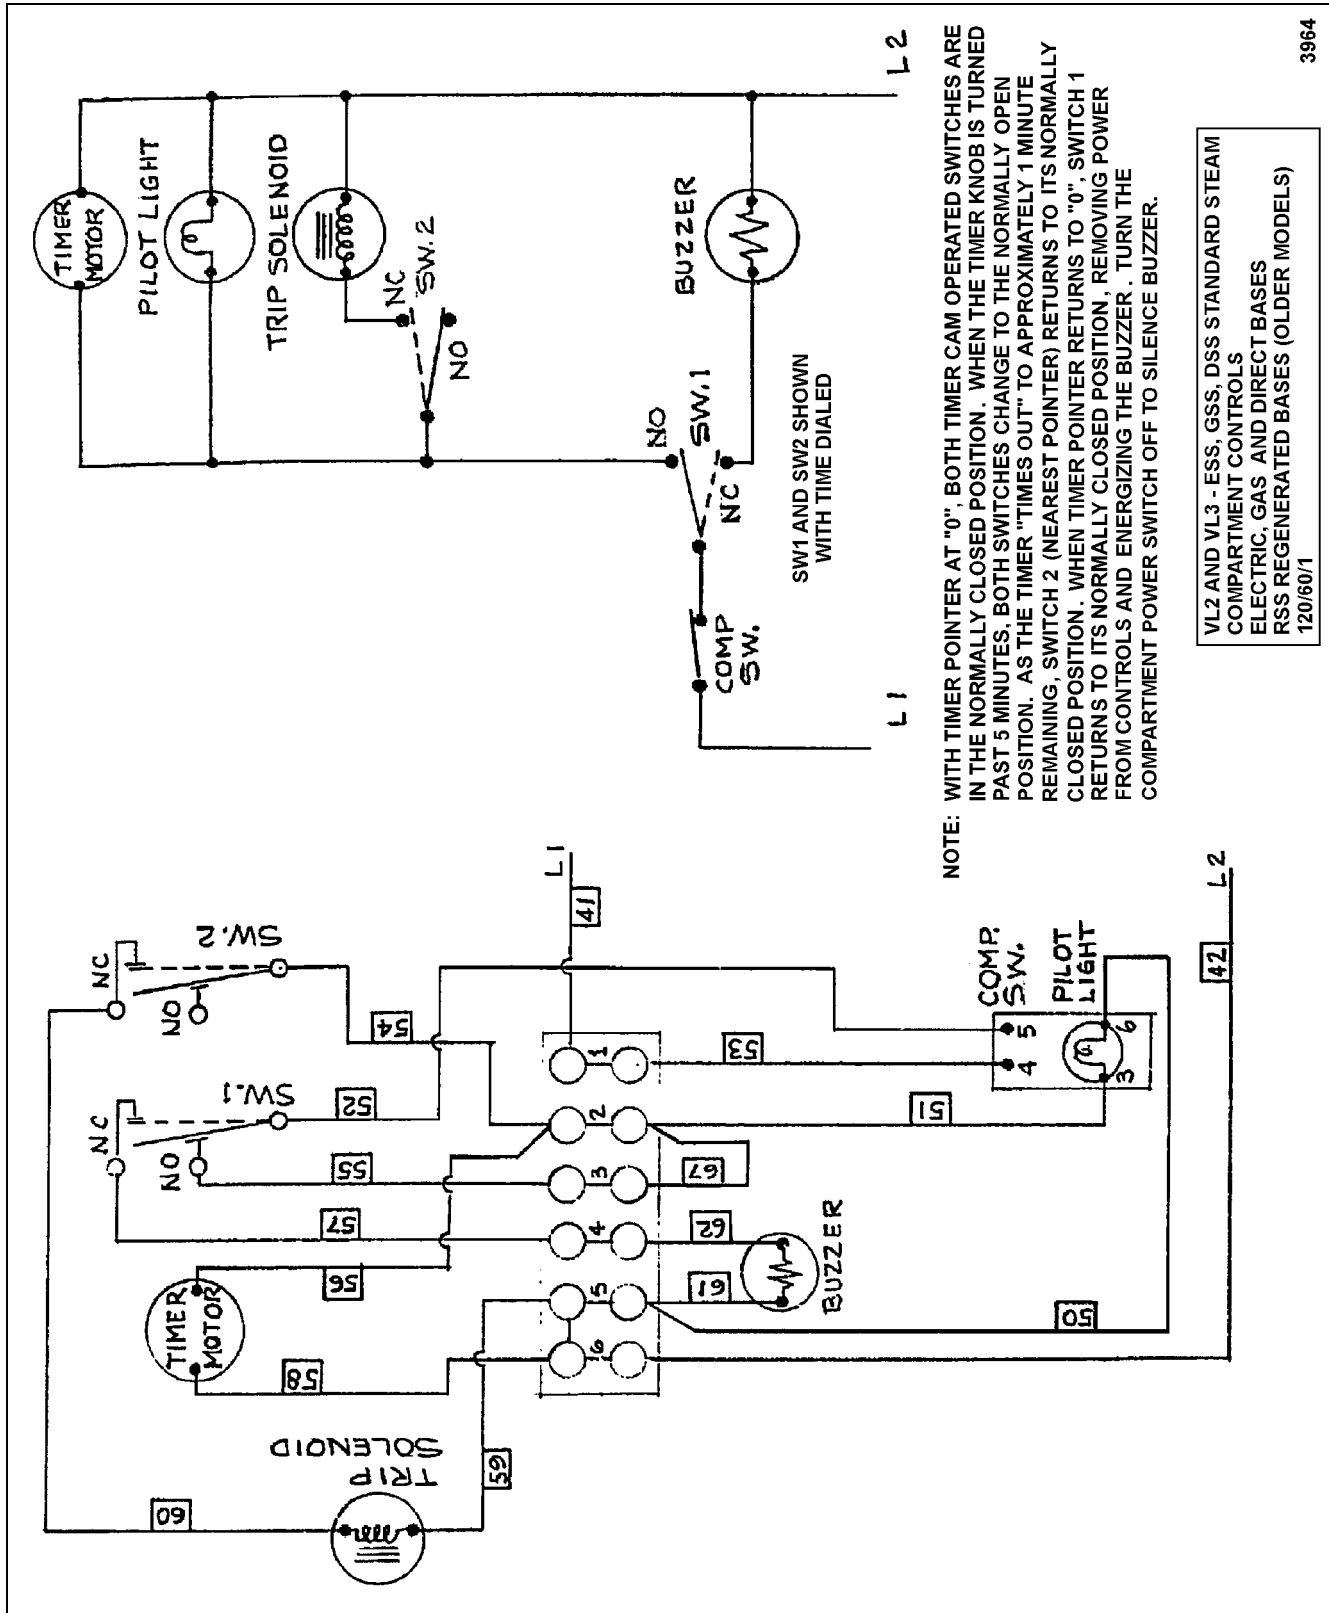 TIMER
MOTOR
PILOT LIGHT
TRIP SOLENOID
NC
SW.2
NO
BUZZER
NO
SW.1
NC
COMP
SW.
L1
L2
SW1 AND SW2 SHOWN
WITH TIME DIALED
NOTE: WITH TIMER POINTER AT "0", BOTH TIMER CAM OPERATED SWITCHES ARE
IN THE NORMALLY CLOSED POSITION. WHEN THE TIMER KNOB IS TURNED
PAST 5 MINUTES, BOTH SWITCHES CHANGE TO THE NORMALLY OPEN
POSITION. AS THE TIMER "TIMES OUT" TO APPROXIMATELY 1 MINUTE
REMAINING, SWITCH 2 (NEAREST POINTER) RETURNS TO ITS NORMALLY
CLOSED POSITION. WHEN TIMER POINTER RETURNS TO "0", SWITCH 1
RETURNS TO ITS NORMALLY CLOSED POSITION, REMOVING POWER
FROM CONTROLS AND ENERGIZING THE BUZZER. TURN THE
COMPARTMENT POWER SWITCH OFF TO SILENCE BUZZER.
VL2 AND VL3 - ESS, GSS, DSS STANDARD STEAM
COMPARTMENT CONTROLS
ELECTRIC, GAS AND DIRECT BASES
RSS REGENERATED BASES (OLDER MODELS)
120/60/1
3964
NC
SW.2
NO
54
NC
SW.1
NO
52
55
57
56
TIMER
MOTOR
58
TRIP
SOLENOID
59
60
L1
41
1
2
3
4
5
6
53
51
67
62
61
BUZZER
50
COMP.
SW.
5
4
PILOT
LIGHT
6
3
42
L2